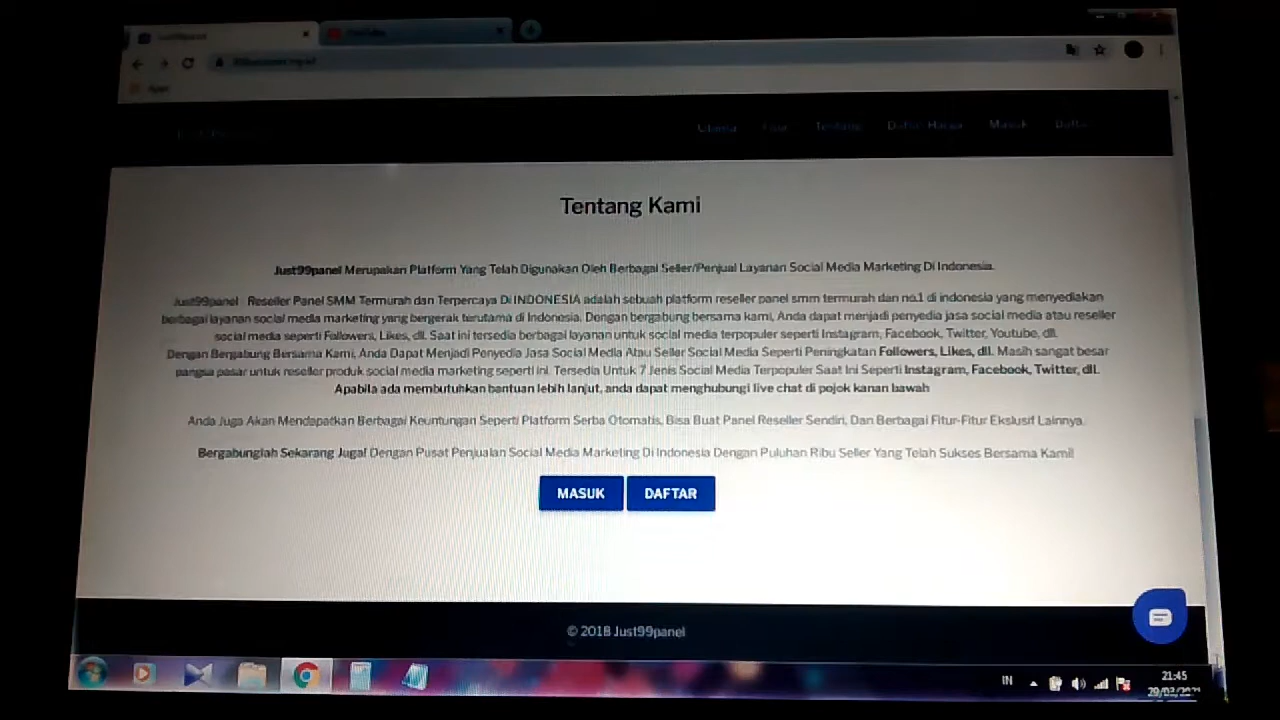 YouTube
Apps
Utama Fitur Tentang Daftar Harga Masuk Daftar
Tentang Kami
Just99panel Merupakan Platform Yang Telah Digunakan Oleh Berbagai Seller/Penjual Layanan Social Media Marketing Di Indonesia.
Just99panel Reseller Panel SMM Termurah dan Terpercaya Di INDONESIA adalah sebuah platform reseller panel smm termurah dan no.1 di indonesia yang menyediakan
berbagai layanan social media marketing yang bergerak terutama di Indonesia. Dengan bergabung bersama kami, Anda dapat menjadi penyedia jasa social media atau reseller
social media seperti Followers, Likes, dll. Saat ini tersedia berbagai layanan untuk social media terpopuler seperti Instagram, Facebook, Twitter, Youtube, dll.
Dengan Bergabung Bersama Kami, Anda Dapat Menjadi Penyedia Jasa Social Media Atau Seller Social Media Seperti Peningkatan Followers, Likes, dll. Masih sangat besar
pangsa pasar untuk reseller produk social media marketing seperti ini. Tersedia Untuk 7 Jenis Social Media Terpopuler Saat Ini Seperti Instagram, Facebook, Twitter, dll.
Apabila ada membutuhkan bantuan lebih lanjut, anda dapat menghubungi live chat di pojok kanan bawah
Anda Juga Akan Mendapatkan Berbagai Keuntungan Seperti Platform Serba Otomatis, Bisa Buat Panel Reseller Sendiri, Dan Berbagai Fitur-Fitur Ekslusif Lainnya.
Bergabunglah Sekarang Juga! Dengan Pusat Penjualan Social Media Marketing Di Indonesia Dengan Puluhan Ribu Seller Yang Telah Sukses Bersama Kami!
MASUK DAFTAR
© 2018 Just99panel
IN 21:45